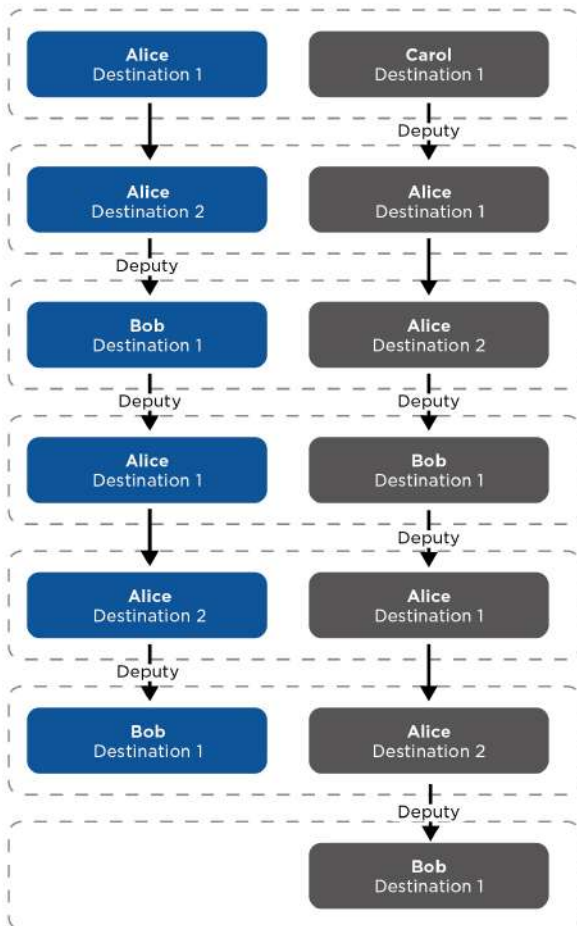 Alice
Destination 1
Carol
Destination 1
Deputy
Alice
Destination 2
Alice
Destination 1
Deputy
Bob
Destination 1
Alice
Destination 2
Deputy
Deputy
Alice
Destination 1
Bob
Destination 1
Deputy
Alice
Destination 2
Alice
Destination 1
Deputy
Bob
Destination 1
Alice
Destination 2
Deputy
Bob
Destination 1